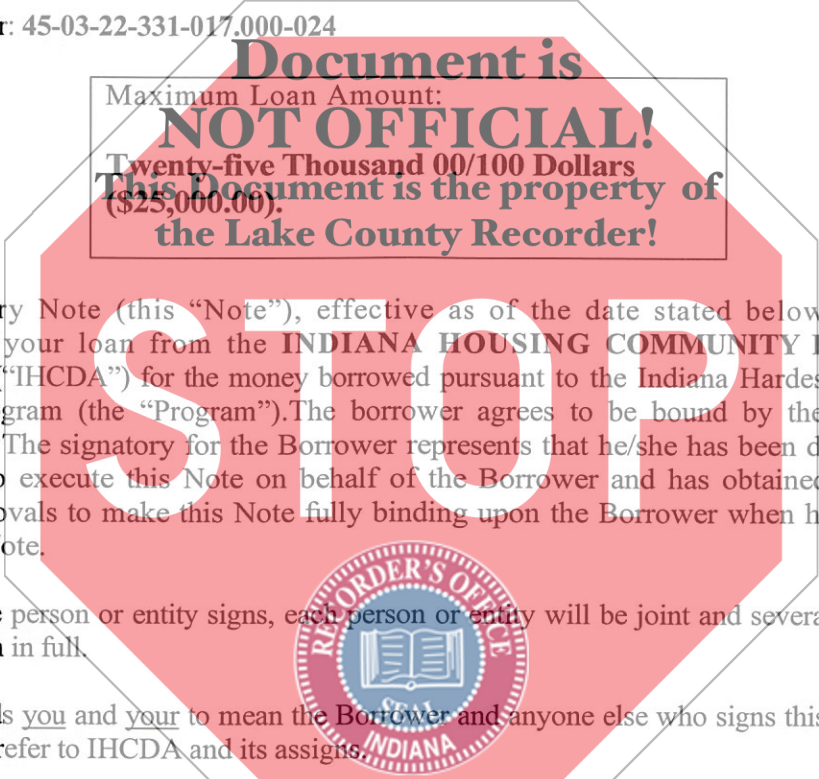 r: 45-03-22-331-017.000-024
Document is
Maximum Loan Amount:
NOT OFFICIAL!
Twenty-five Thousand 00/100 Dollars
This Document is the property of
($25,000.00).
the Lake County Recorder!
STOP
ry Note (this “Note”), effective as of the date stated below
your loan from the INDIANA HOUSING COMMUNITY
(“IHCDA”) for the money borrowed pursuant to the Indiana Hardes
gram (the “Program”).The borrower agrees to be bound by the
The signatory for the Borrower represents that he/she has been d
o execute this Note on behalf of the Borrower and has obtained
vals to make this Note fully binding upon the Borrower when h
ote.
e person or entity signs, each person or entity will be joint and severa
n in full.
s you and your to mean the Borrower and anyone else who signs this
refer to IHCDA and its assigns.
RECORDER'S OFFICE
SEAL
INDIANA